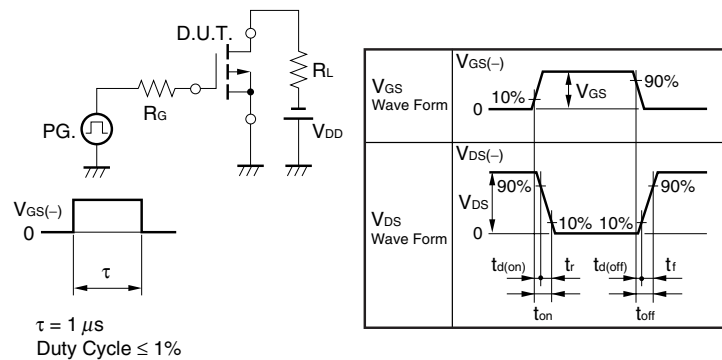 D.U.T.
RL
RG
PG.
VDD
VGS(−)
0
τ
τ = 1 μs
Duty Cycle ≤ 1%
VGS
Wave Form
VGS(−)
10%
VGS
90%
0
VDS
Wave Form
VDS(−)
90%
VDS
10%
10%
90%
0
td(on)
tr
td(off)
tf
ton
toff